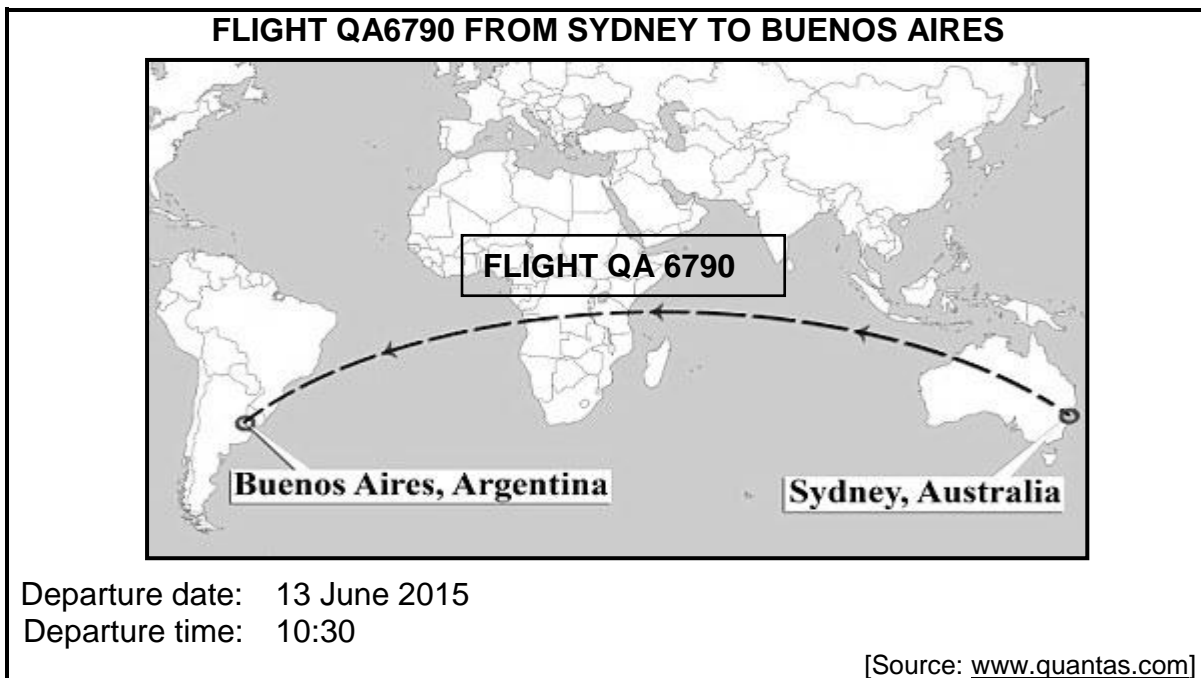 FLIGHT QA6790 FROM SYDNEY TO BUENOS AIRES
FLIGHT QA 6790
Buenos Aires, Argentina
Sydney, Australia
Departure date: 13 June 2015
Departure time: 10:30
[Source: www.quantas.com]